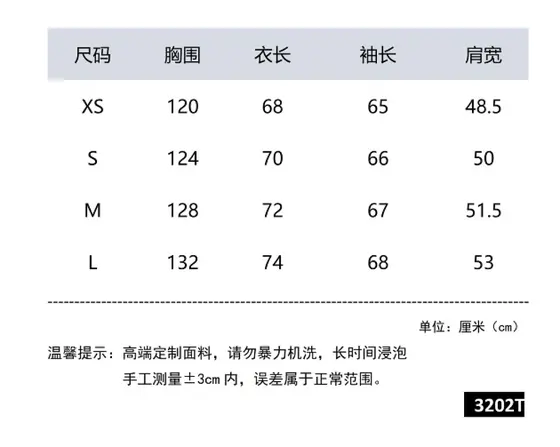 尺码 胸围 衣长 袖长 肩宽
XS 120 68 65 48.5
S 124 70 66 50
M 128 72 67 51.5
L 132 74 68 53
单位：厘米（cm）
温馨提示：高端定制面料，请勿暴力机洗，长时间浸泡
手工测量±3cm内，误差属于正常范围。
3202T